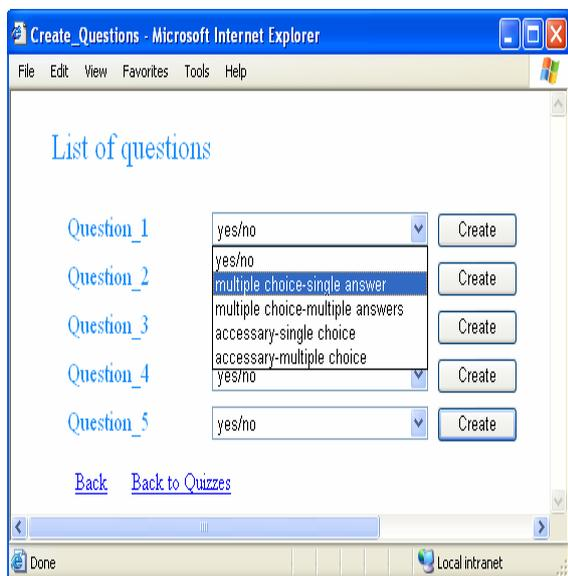 Create_Questions - Microsoft Internet Explorer
File Edit View Favorites Tools Help
List of questions
Question_1 yes/no Create
yes/no
Question_2 multiple choice-single answer Create
multiple choice-multiple answers
Question_3 accessary-single choice Create
accessary-multiple choice
Question_4 yes/no Create
Question_5 yes/no Create
Back Back to Quizzes
Done Local intranet